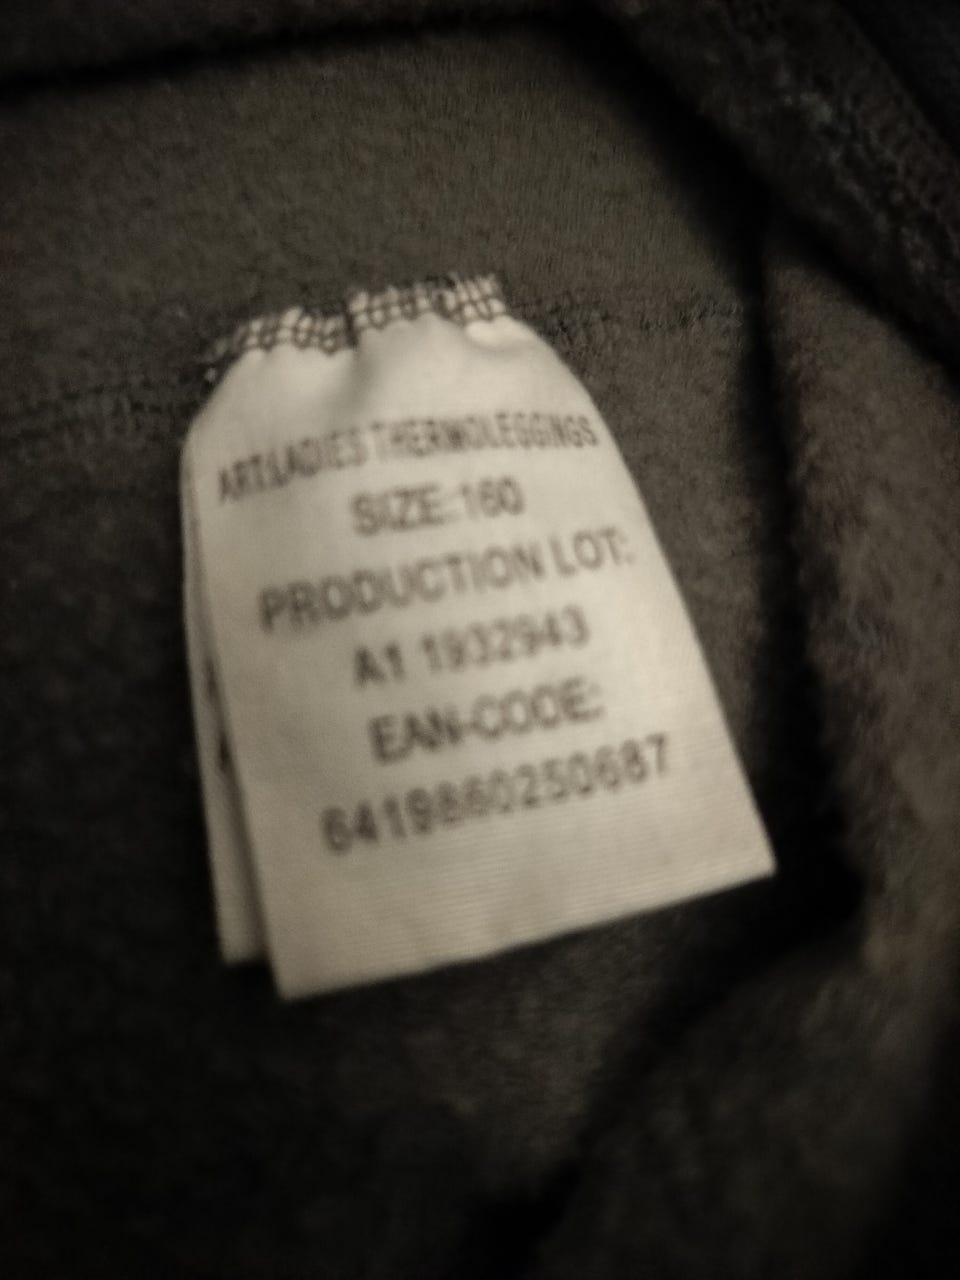 ART:LADIES THERMOLEGGINGS
SIZE:160
PRODUCTION LOT:
A1 1932943
EAN-CODE:
6419860250687